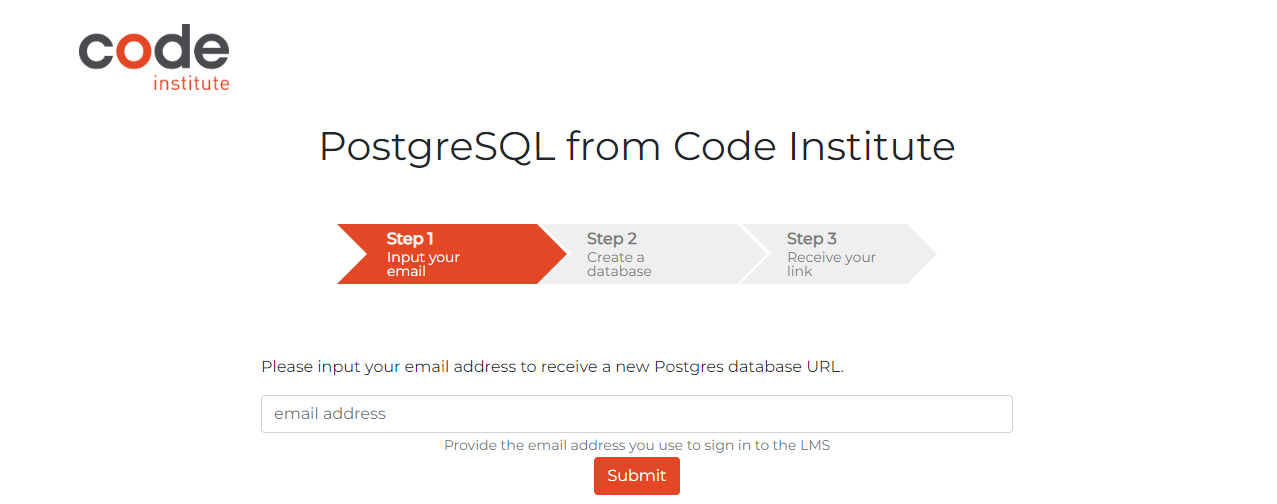 code
institute
PostgreSQL from Code Institute
Step 1
Input your
email
Step 2
Create a
database
Step 3
Receive your
link
Please input your email address to receive a new Postgres database URL.
email address
Provide the email address you use to sign in to the LMS
Submit